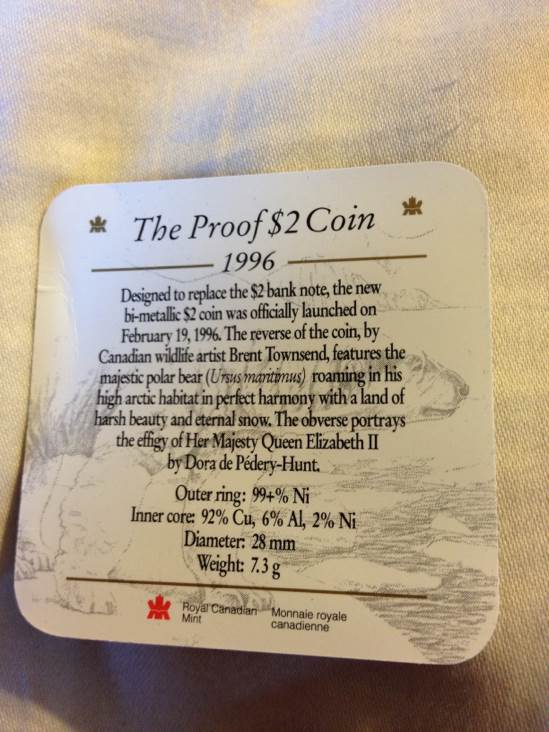 The Proof $2 Coin
1996
Designed to replace the $2 bank note, the new
bi-metallic $2 coin was officially launched on
February 19, 1996. The reverse of the coin, by
Canadian wildlife artist Brent Townsend, features the
majestic polar bear (Ursus maritimus) roaming in his
high arctic habitat in perfect harmony with a land of
harsh beauty and eternal snow. The obverse portrays
the effigy of Her Majesty Queen Elizabeth II
by Dora de Pédery-Hunt.
Outer ring: 99+% Ni
Inner core: 92% Cu, 6% Al, 2% Ni
Diameter: 28 mm
Weight: 7.3 g
Royal Canadian Monnaie royale
Mint canadienne